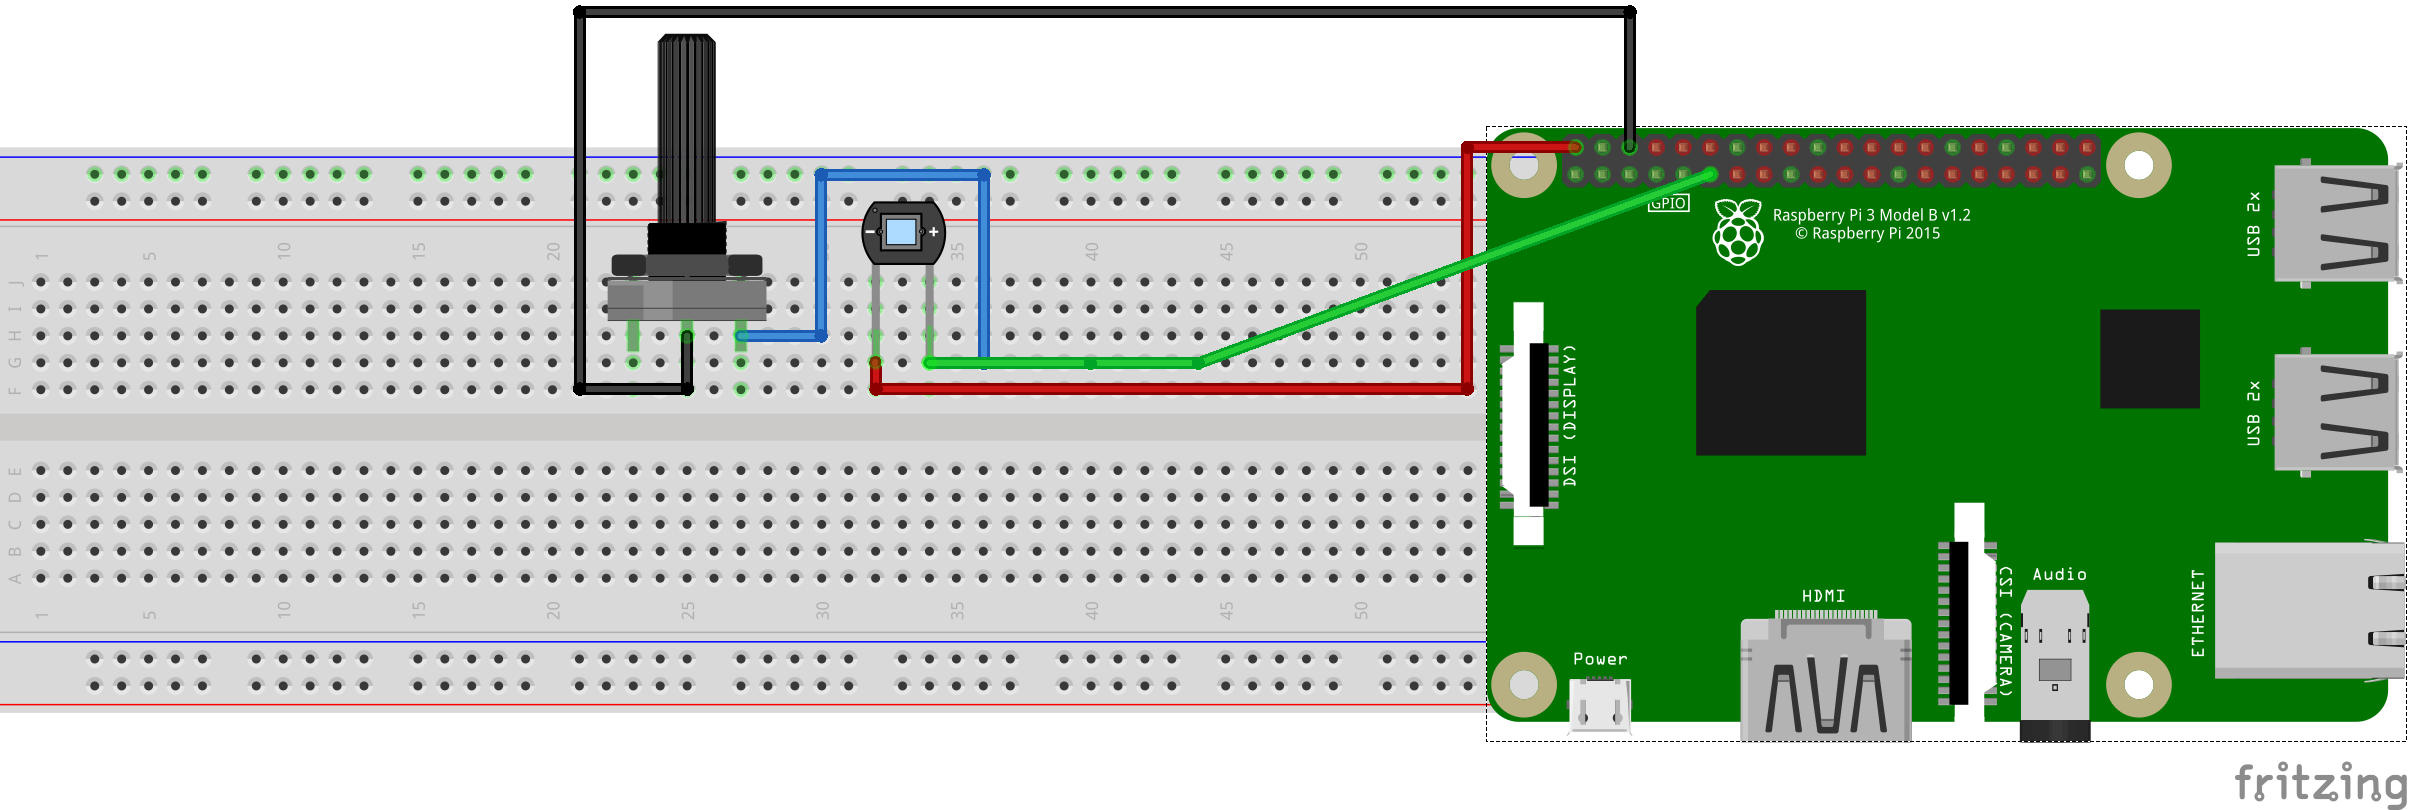 1 5 10 15 20 35 40 45 50
J
I
H
G
F
- +
GPIO
Raspberry Pi 3 Model B v1.2
© Raspberry Pi 2015
USB 2x
DSI (DISPLAY)
USB 2x
E
D
C
B
A
1 5 10 15 20 25 30 35 40 45 50
HDMI
CSI (CAMERA)
Audio
ETHERNET
Power
fritzing